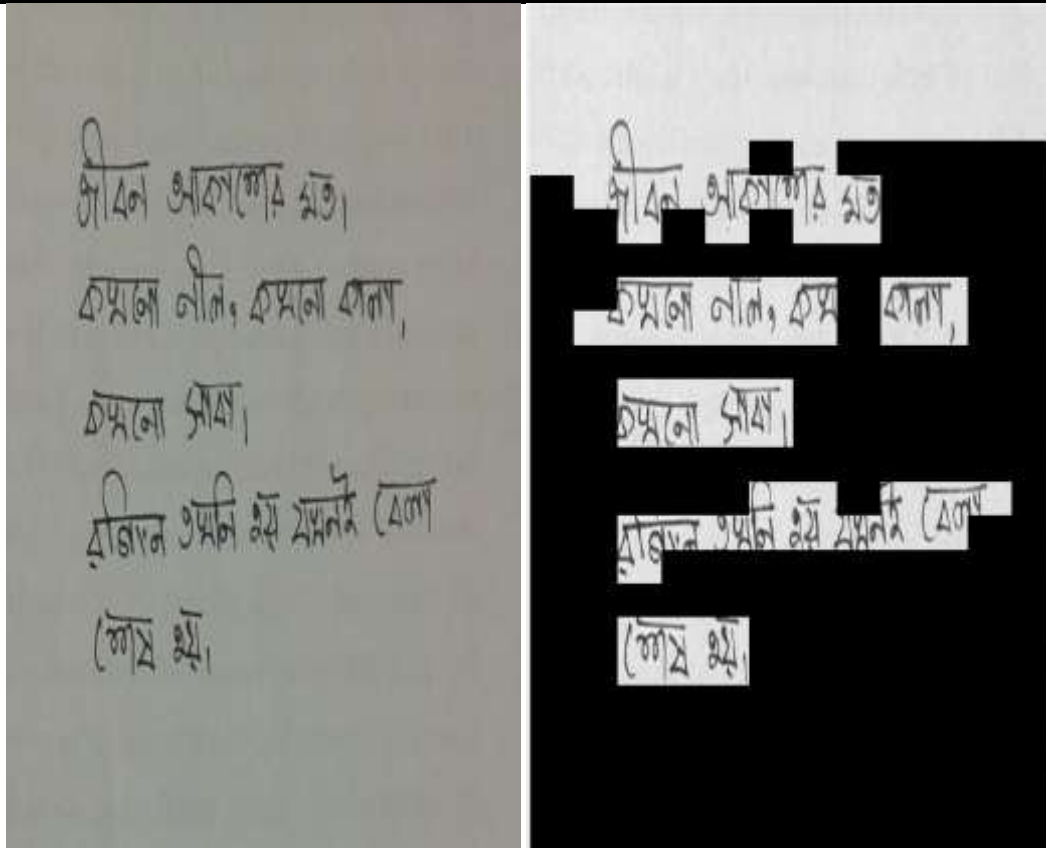 জীবন আকাশের মত।
কখনো নীল, কখনো কালা,
কখনো সাবা।
রঙিন তখনি হয় যখনই বেলা
শেষ হয়।